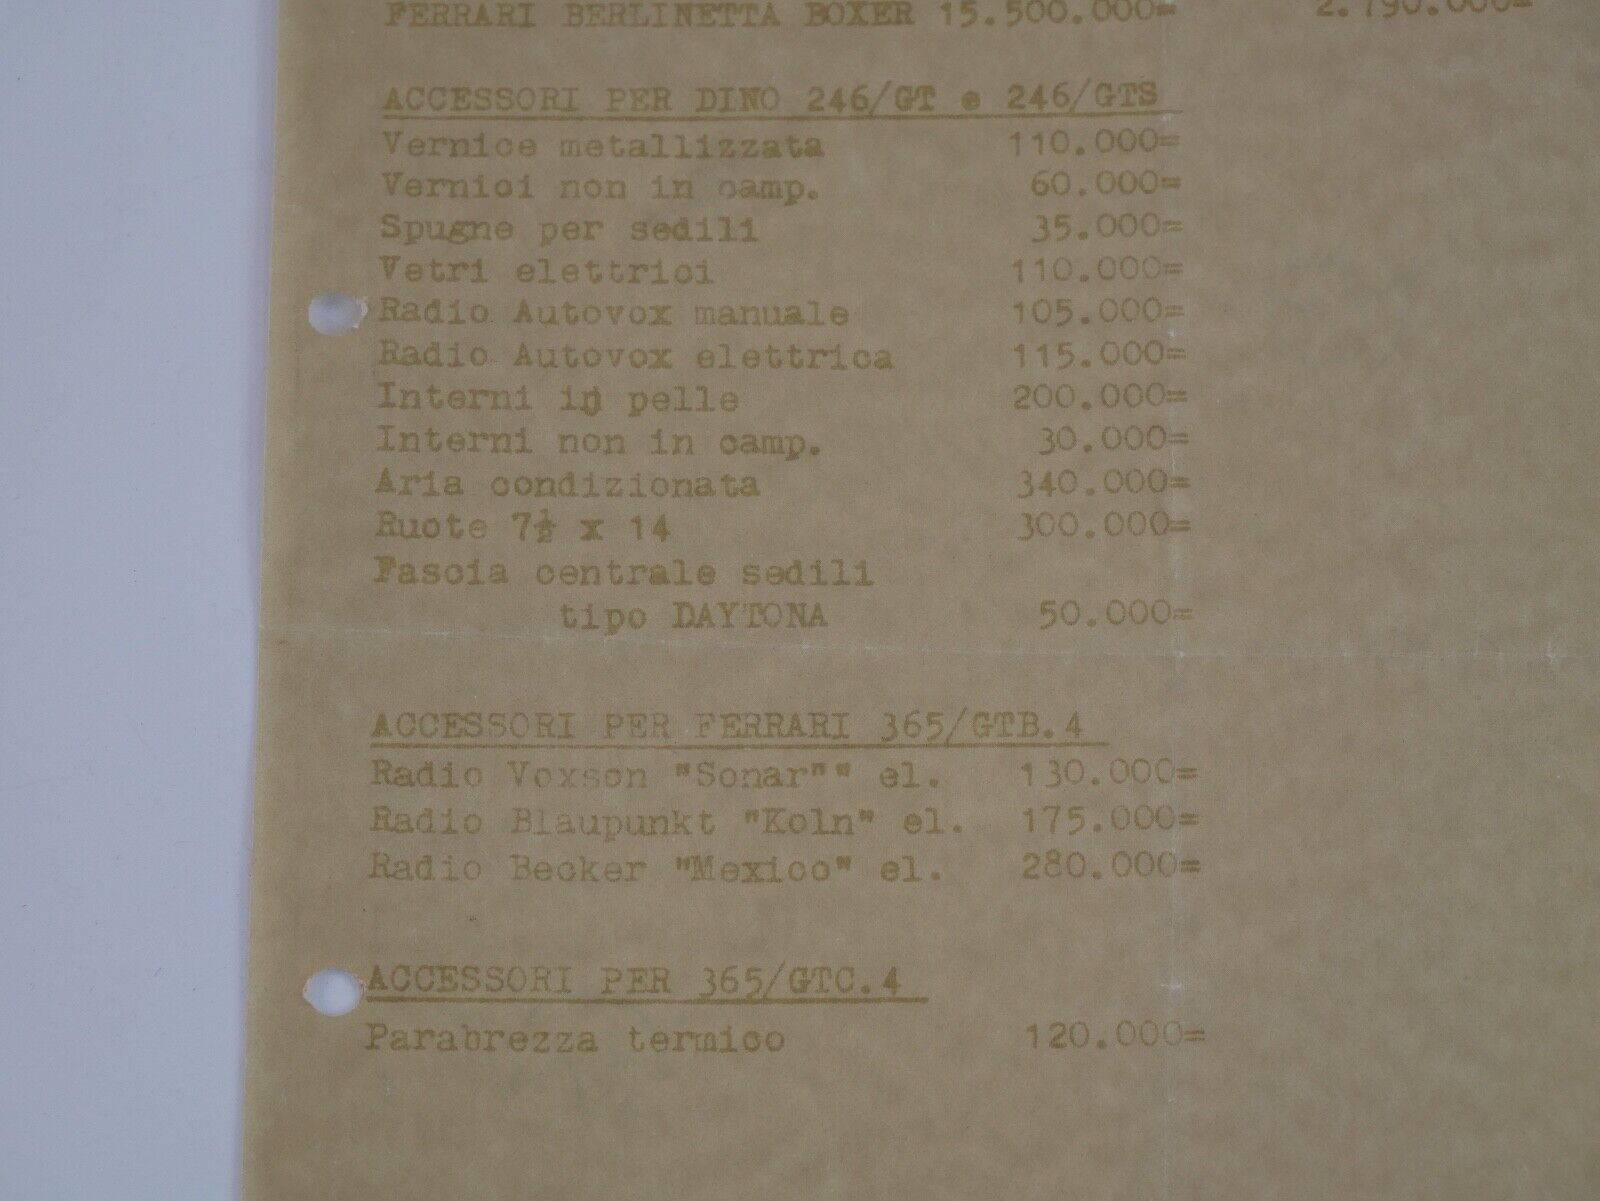 FERRARI BERLINETTA BOXER 15.500.000= 2.790.000=
ACCESSORI PER DINO 246/GT e 246/GTS
Vernice metallizzata 110.000=
Vernici non in camp. 60.000=
Spugne per sedili 35.000=
Vetri elettrici 110.000=
Radio Autovox manuale 105.000=
Radio Autovox elettrica 115.000=
Interni in pelle 200.000=
Interni non in camp. 30.000=
Aria condizionata 340.000=
Ruote 7½ x 14 300.000=
Fascia centrale sedili
tipo DAYTONA 50.000=
ACCESSORI PER FERRARI 365/GTB.4
Radio Voxson "Sonar"" el. 130.000=
Radio Blaupunkt "Koln" el. 175.000=
Radio Becker "Mexico" el. 280.000=
ACCESSORI PER 365/GTC.4
Parabrezza termico 120.000=